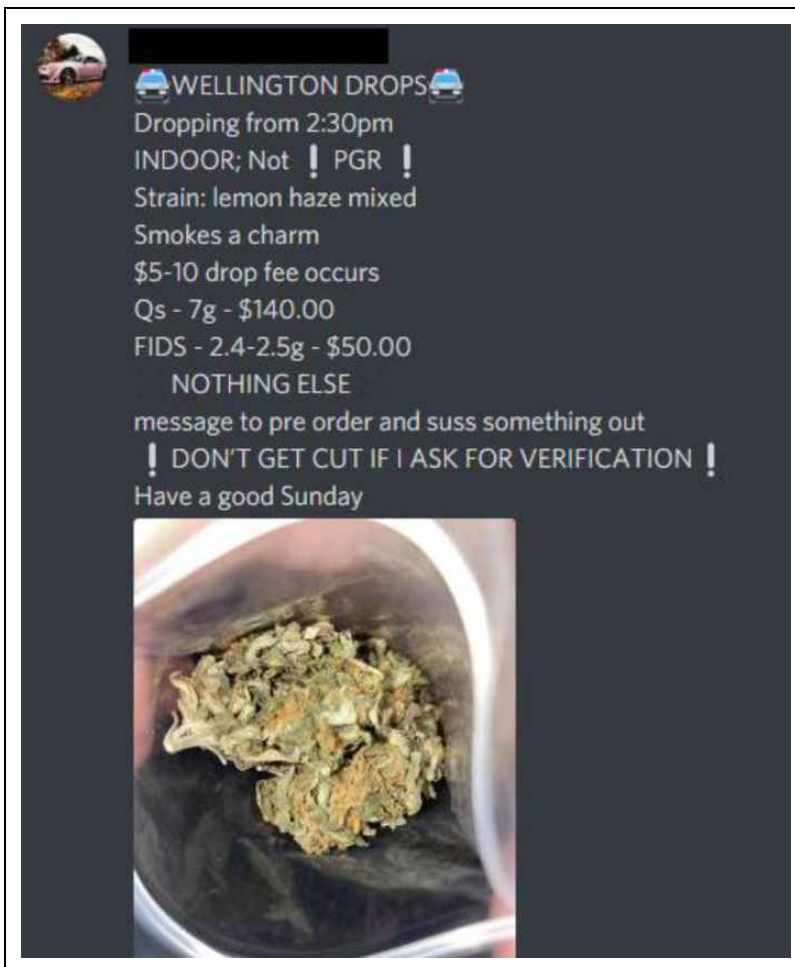 🚔WELLINGTON DROPS🚔
Dropping from 2:30pm
INDOOR; Not ❗ PGR ❗
Strain: lemon haze mixed
Smokes a charm
$5-10 drop fee occurs
Qs - 7g - $140.00
FIDS - 2.4-2.5g - $50.00
NOTHING ELSE
message to pre order and suss something out
❗ DON'T GET CUT IF I ASK FOR VERIFICATION ❗
Have a good Sunday